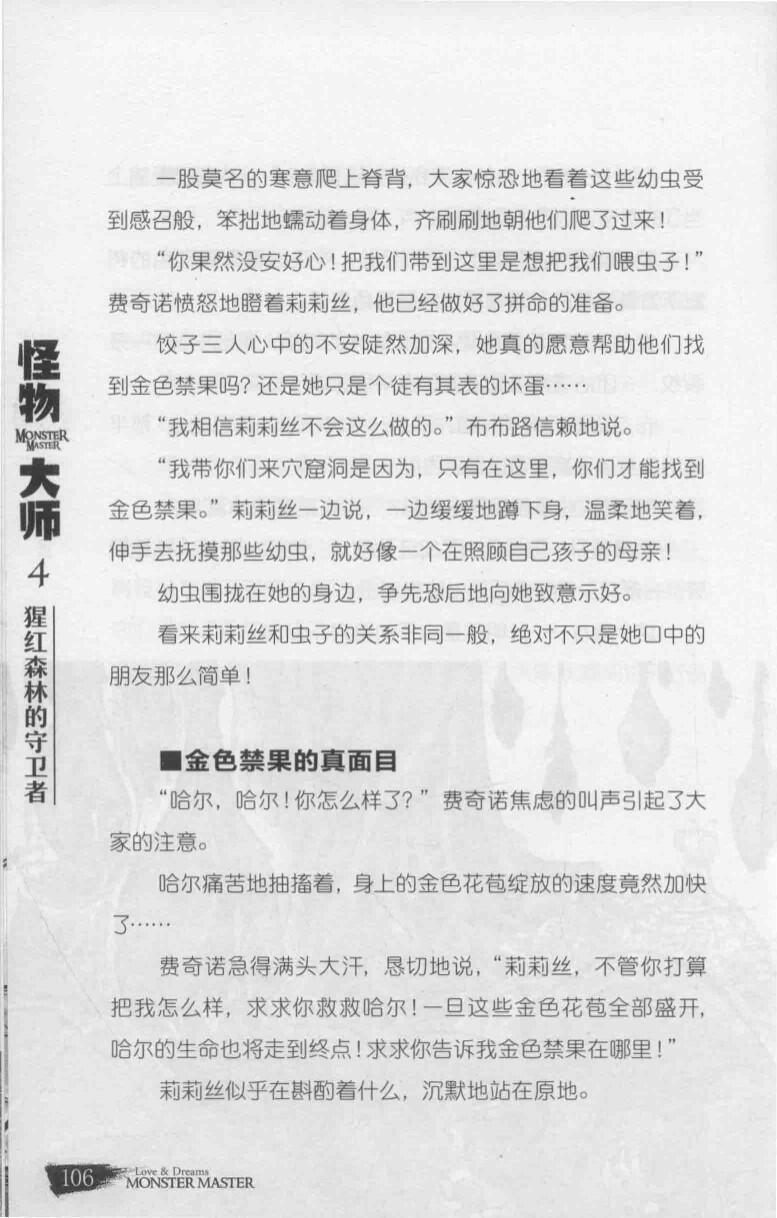 一股莫名的寒意爬上脊背，大家惊恐地看着这些幼虫受
到感召般，笨拙地蠕动着身体，齐刷刷地朝他们爬了过来！
“你果然没安好心！把我们带到这里是想把我们喂虫子！”
费奇诺愤怒地瞪着莉莉丝，他已经做好了拼命的准备。
饺子三人心中的不安陡然加深，她真的愿意帮助他们找
到金色禁果吗？还是她只是个徒有其表的坏蛋……
“我相信莉莉丝不会这么做的。”布布路信赖地说。
“我带你们来穴窟洞是因为，只有在这里，你们才能找到
金色禁果。”莉莉丝一边说，一边缓缓地蹲下身，温柔地笑着，
伸手去抚摸那些幼虫，就好像一个在照顾自己孩子的母亲！
幼虫围拢在她的身边，争先恐后地向她致意示好。
看来莉莉丝和虫子的关系非同一般，绝对不只是她口中的
朋友那么简单！
■金色禁果的真面目
“哈尔，哈尔！你怎么样了？”费奇诺焦虑的叫声引起了大
家的注意。
哈尔痛苦地抽搐着，身上的金色花苞绽放的速度竟然加快
了……
费奇诺急得满头大汗，恳切地说，“莉莉丝，不管你打算
把我怎么样，求求你救救哈尔！一旦这些金色花苞全部盛开，
哈尔的生命也将走到终点！求求你告诉我金色禁果在哪里！”
莉莉丝似乎在斟酌着什么，沉默地站在原地。
怪物
MONSTER
MASTER
大师
4
猩红森林的守卫者
106
Love & Dreams
MONSTER MASTER